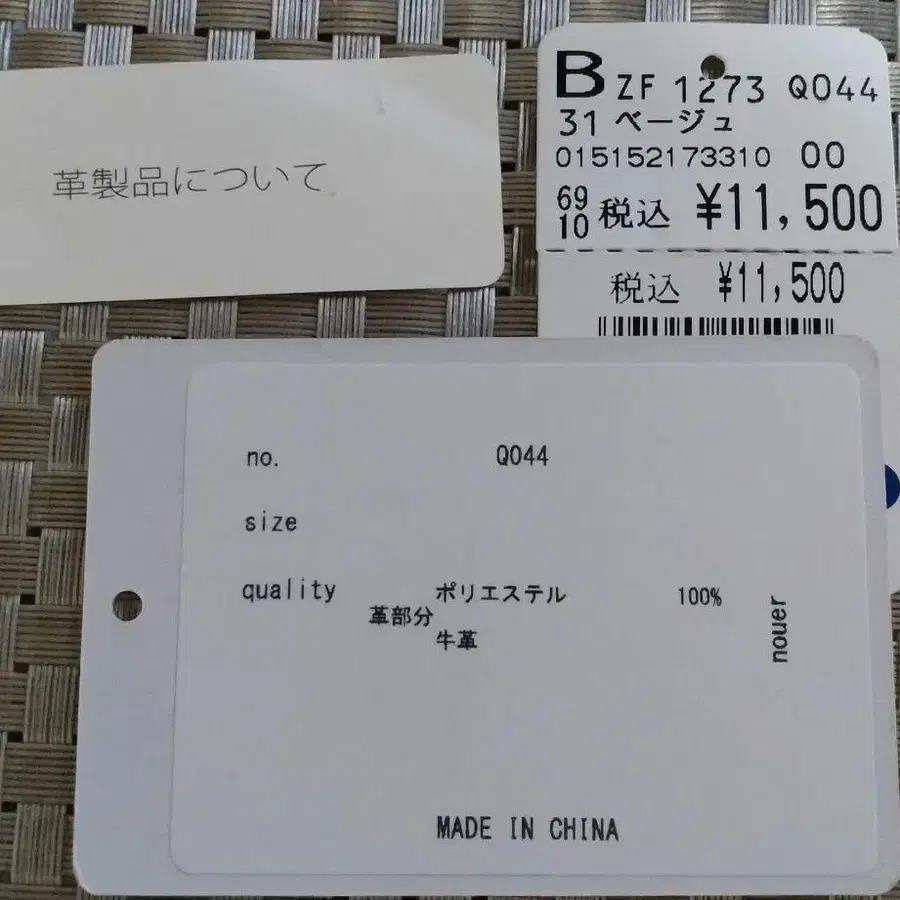 革製品について
B ZF 1273 Q044
31 ベージュ
015152173310 00
69
10 税込 ¥11,500
税込 ¥11,500
no. Q044
size
quality ポリエステル 100%
革部分
牛革
nouer
MADE IN CHINA